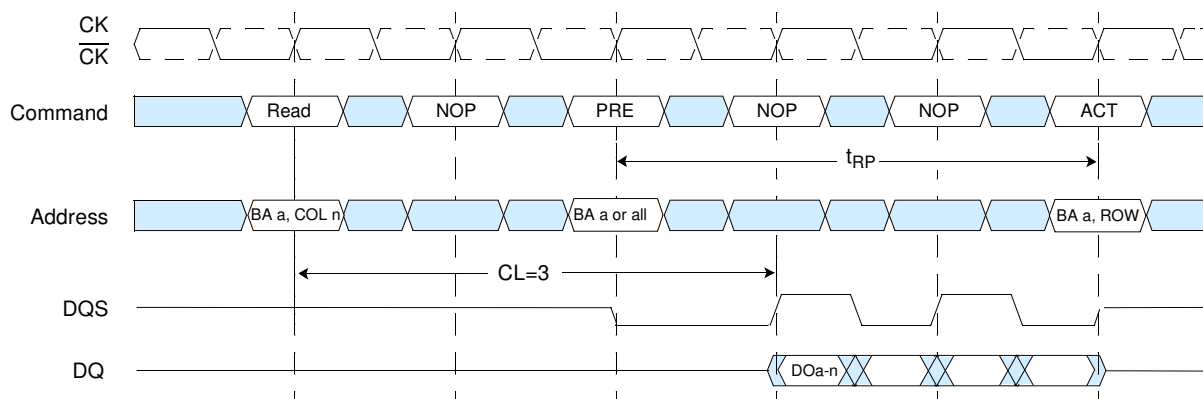 CK
CK
Command Read NOP PRE NOP NOP ACT
tRP
Address BA a, COL n BA a or all BA a, ROW
CL=3
DQS
DQ DOa-n